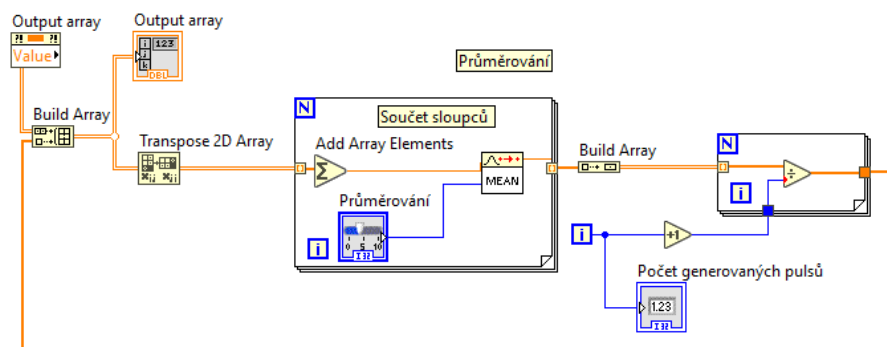 Output array
Output array
?! ?!
Value
i
j
k
123
DBL
Průměrování
Build Array
N
Součet sloupců
Transpose 2D Array
Add Array Elements
Σ
MEAN
Build Array
N
÷
Průměrování
0 5 10
I32
i
i
i
+1
Počet generovaných pulsů
1.23
I32